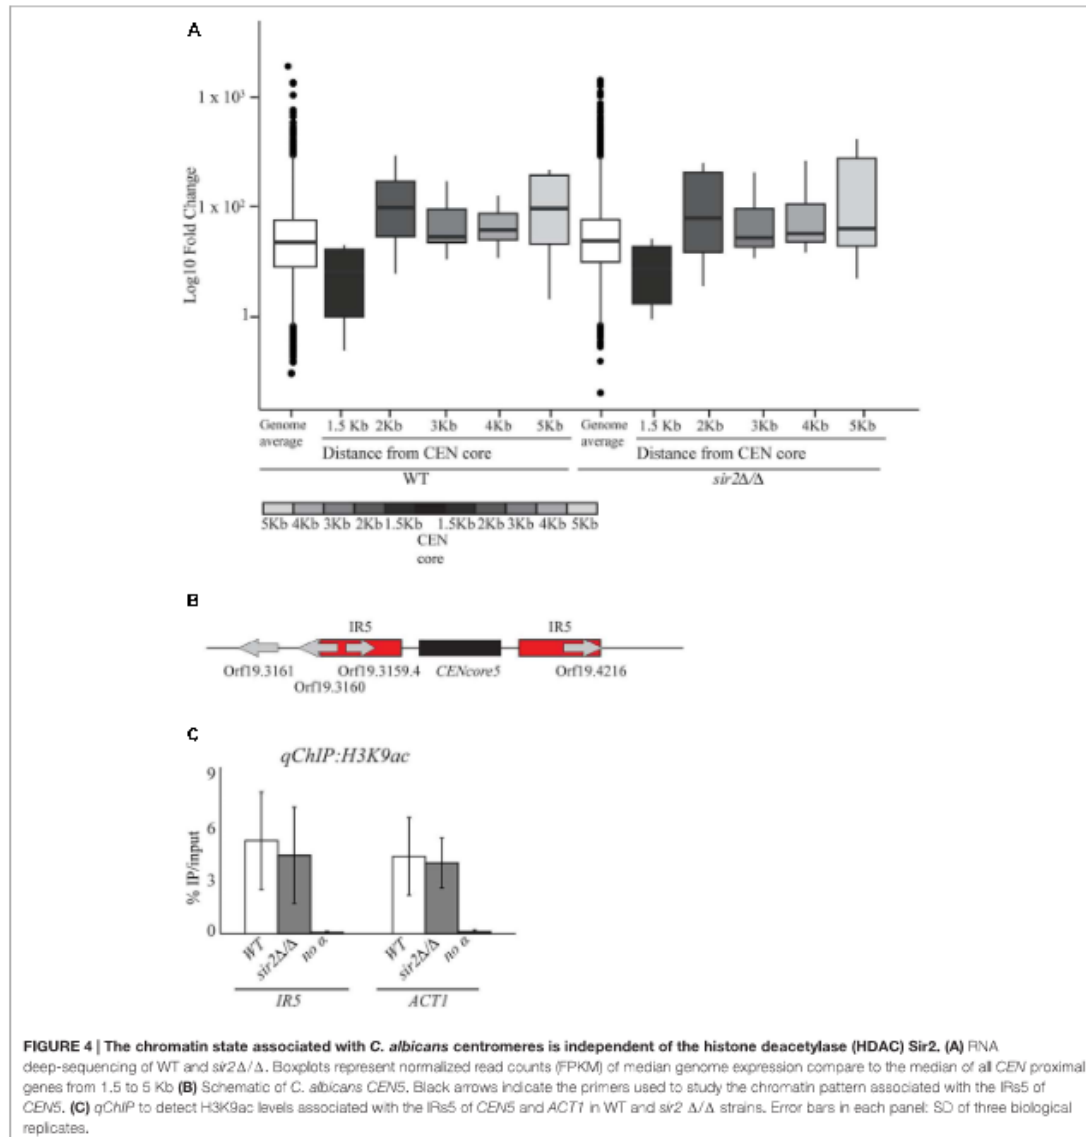 A
1 x 10³
1 x 10²
1
Log10 Fold Change
Genome average 1.5 Kb 2Kb 3Kb 4Kb 5Kb Genome average 1.5 Kb 2Kb 3Kb 4Kb 5Kb
Distance from CEN core Distance from CEN core
WT sir2Δ/Δ
5Kb 4Kb 3Kb 2Kb 1.5Kb 1.5Kb 2Kb 3Kb 4Kb 5Kb
CEN
core
B
IR5 IR5
Orf19.3161 Orf19.3159.4 CENcore5 Orf19.4216
Orf19.3160
C
qChIP:H3K9ac
9
6
3
0
% IP/input
WT sir2Δ/Δ no α WT sir2Δ/Δ no α
IR5 ACT1
FIGURE 4 | The chromatin state associated with C. albicans centromeres is independent of the histone deacetylase (HDAC) Sir2. (A) RNA
deep-sequencing of WT and sir2Δ/Δ. Boxplots represent normalized read counts (FPKM) of median genome expression compare to the median of all CEN proximal
genes from 1.5 to 5 Kb (B) Schematic of C. albicans CEN5. Black arrows indicate the primers used to study the chromatin pattern associated with the IRs5 of
CEN5. (C) qChIP to detect H3K9ac levels associated with the IRs5 of CEN5 and ACT1 in WT and sir2 Δ/Δ strains. Error bars in each panel: SD of three biological
replicates.